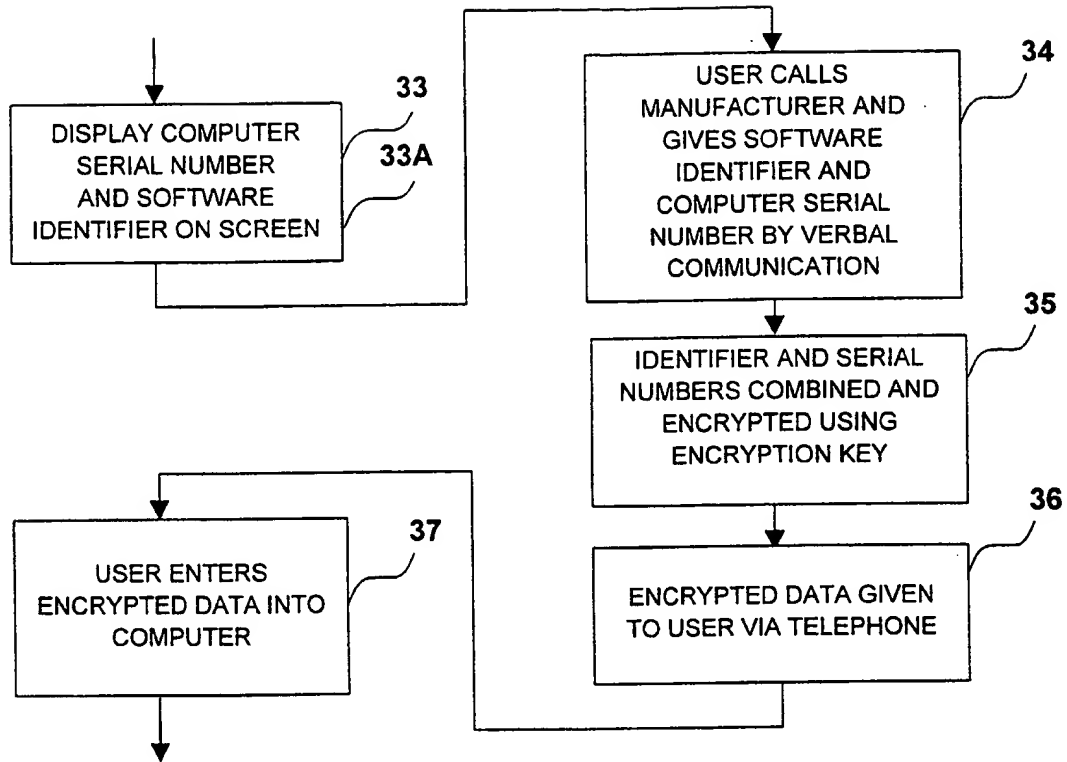 33
33A
DISPLAY COMPUTER
SERIAL NUMBER
AND SOFTWARE
IDENTIFIER ON SCREEN
34
USER CALLS
MANUFACTURER AND
GIVES SOFTWARE
IDENTIFIER AND
COMPUTER SERIAL
NUMBER BY VERBAL
COMMUNICATION
35
IDENTIFIER AND SERIAL
NUMBERS COMBINED AND
ENCRYPTED USING
ENCRYPTION KEY
36
ENCRYPTED DATA GIVEN
TO USER VIA TELEPHONE
37
USER ENTERS
ENCRYPTED DATA INTO
COMPUTER